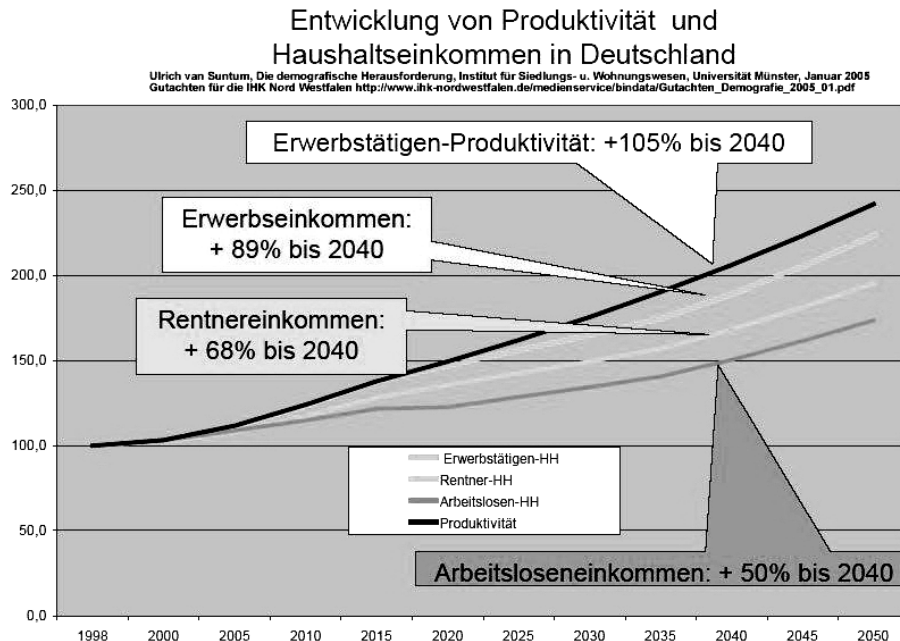 Entwicklung von Produktivität und
Haushaltseinkommen in Deutschland
Ulrich van Suntum, Die demografische Herausforderung, Institut für Siedlungs- u. Wohnungswesen, Universität Münster, Januar 2005
Gutachten für die IHK Nord Westfalen http://www.ihk-nordwestfalen.de/medienservice/bindata/Gutachten_Demografie_2005_01.pdf
300,0
250,0
200,0
150,0
100,0
50,0
0,0
Erwerbstätigen-Produktivität: +105% bis 2040
Erwerbseinkommen:
+ 89% bis 2040
Rentnereinkommen:
+ 68% bis 2040
Erwerbstätigen-HH
Rentner-HH
Arbeitslosen-HH
Produktivität
Arbeitsloseneinkommen: + 50% bis 2040
1998 2000 2005 2010 2015 2020 2025 2030 2035 2040 2045 2050